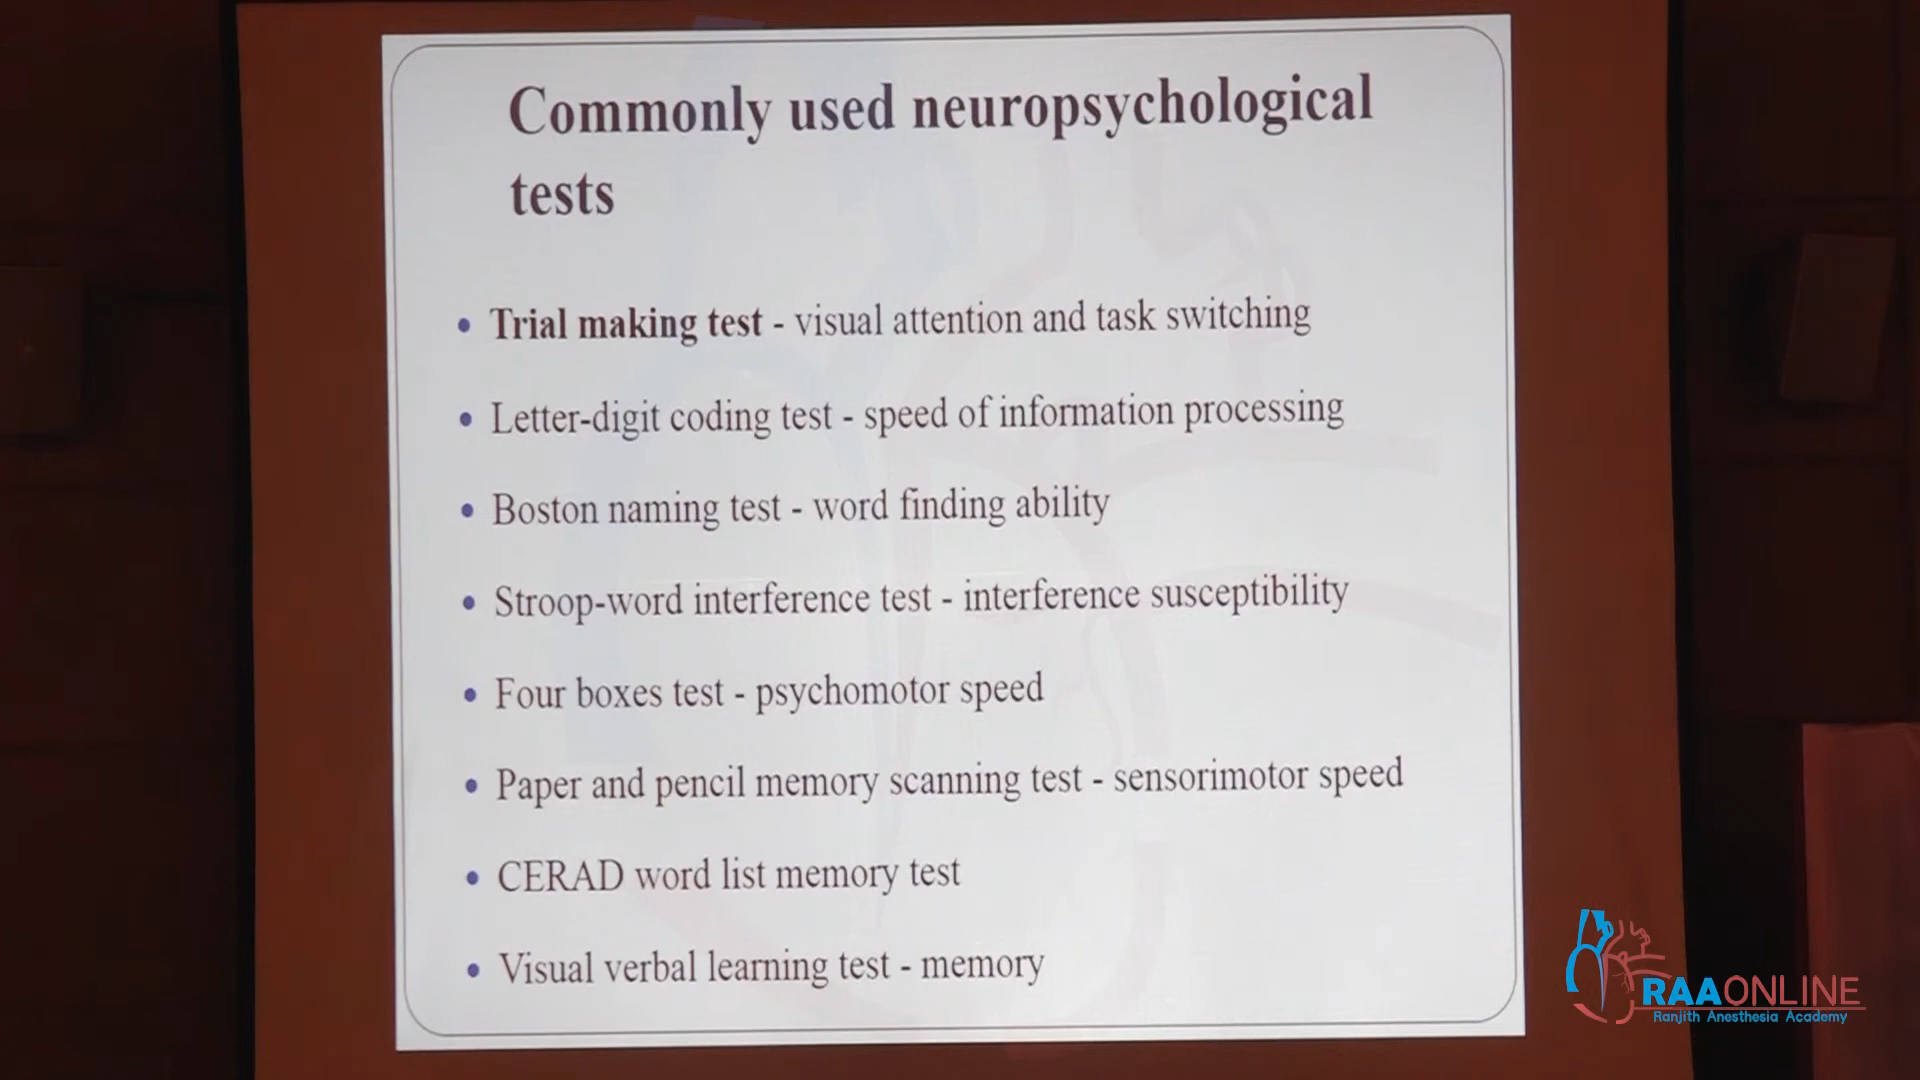 Commonly used neuropsychological
tests
• Trial making test - visual attention and task switching
• Letter-digit coding test - speed of information processing
• Boston naming test - word finding ability
• Stroop-word interference test - interference susceptibility
• Four boxes test - psychomotor speed
• Paper and pencil memory scanning test - sensorimotor speed
• CERAD word list memory test
• Visual verbal learning test - memory
RAAONLINE
Ranjith Anesthesia Academy